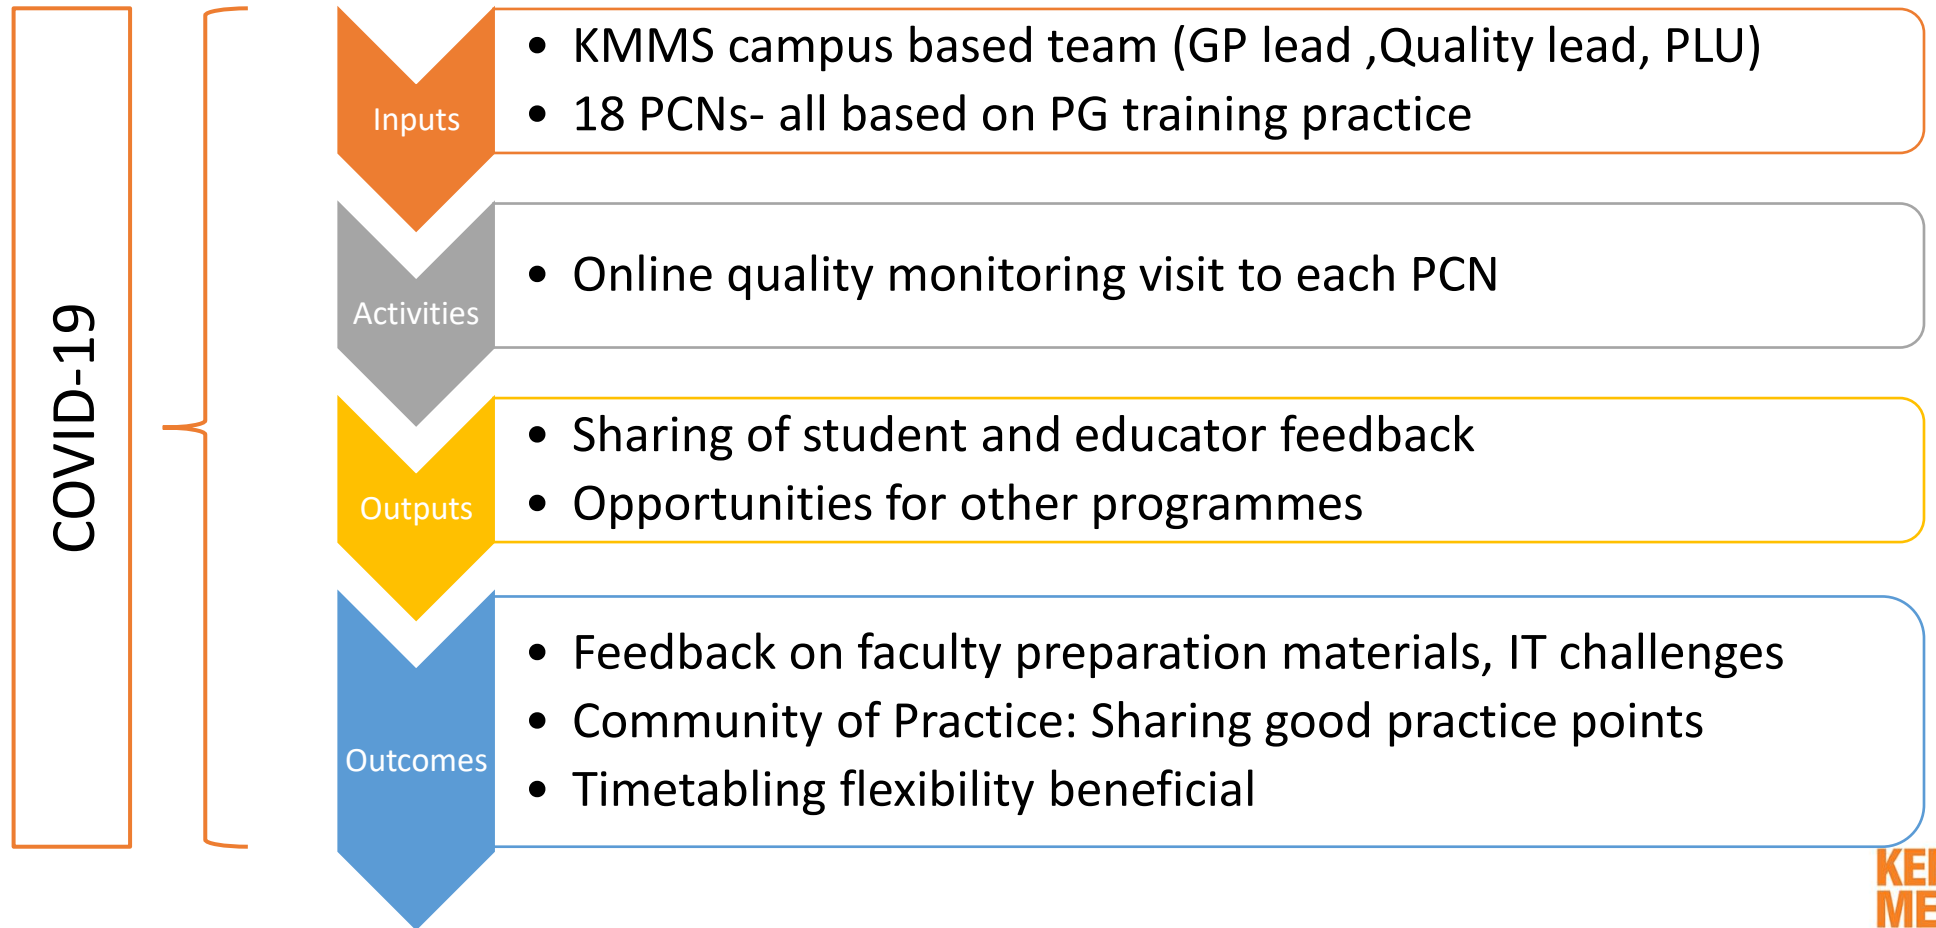 COVID-19
Inputs
• KMMS campus based team (GP lead ,Quality lead, PLU)
• 18 PCNs- all based on PG training practice
Activities
• Online quality monitoring visit to each PCN
Outputs
• Sharing of student and educator feedback
• Opportunities for other programmes
Outcomes
• Feedback on faculty preparation materials, IT challenges
• Community of Practice: Sharing good practice points
• Timetabling flexibility beneficial